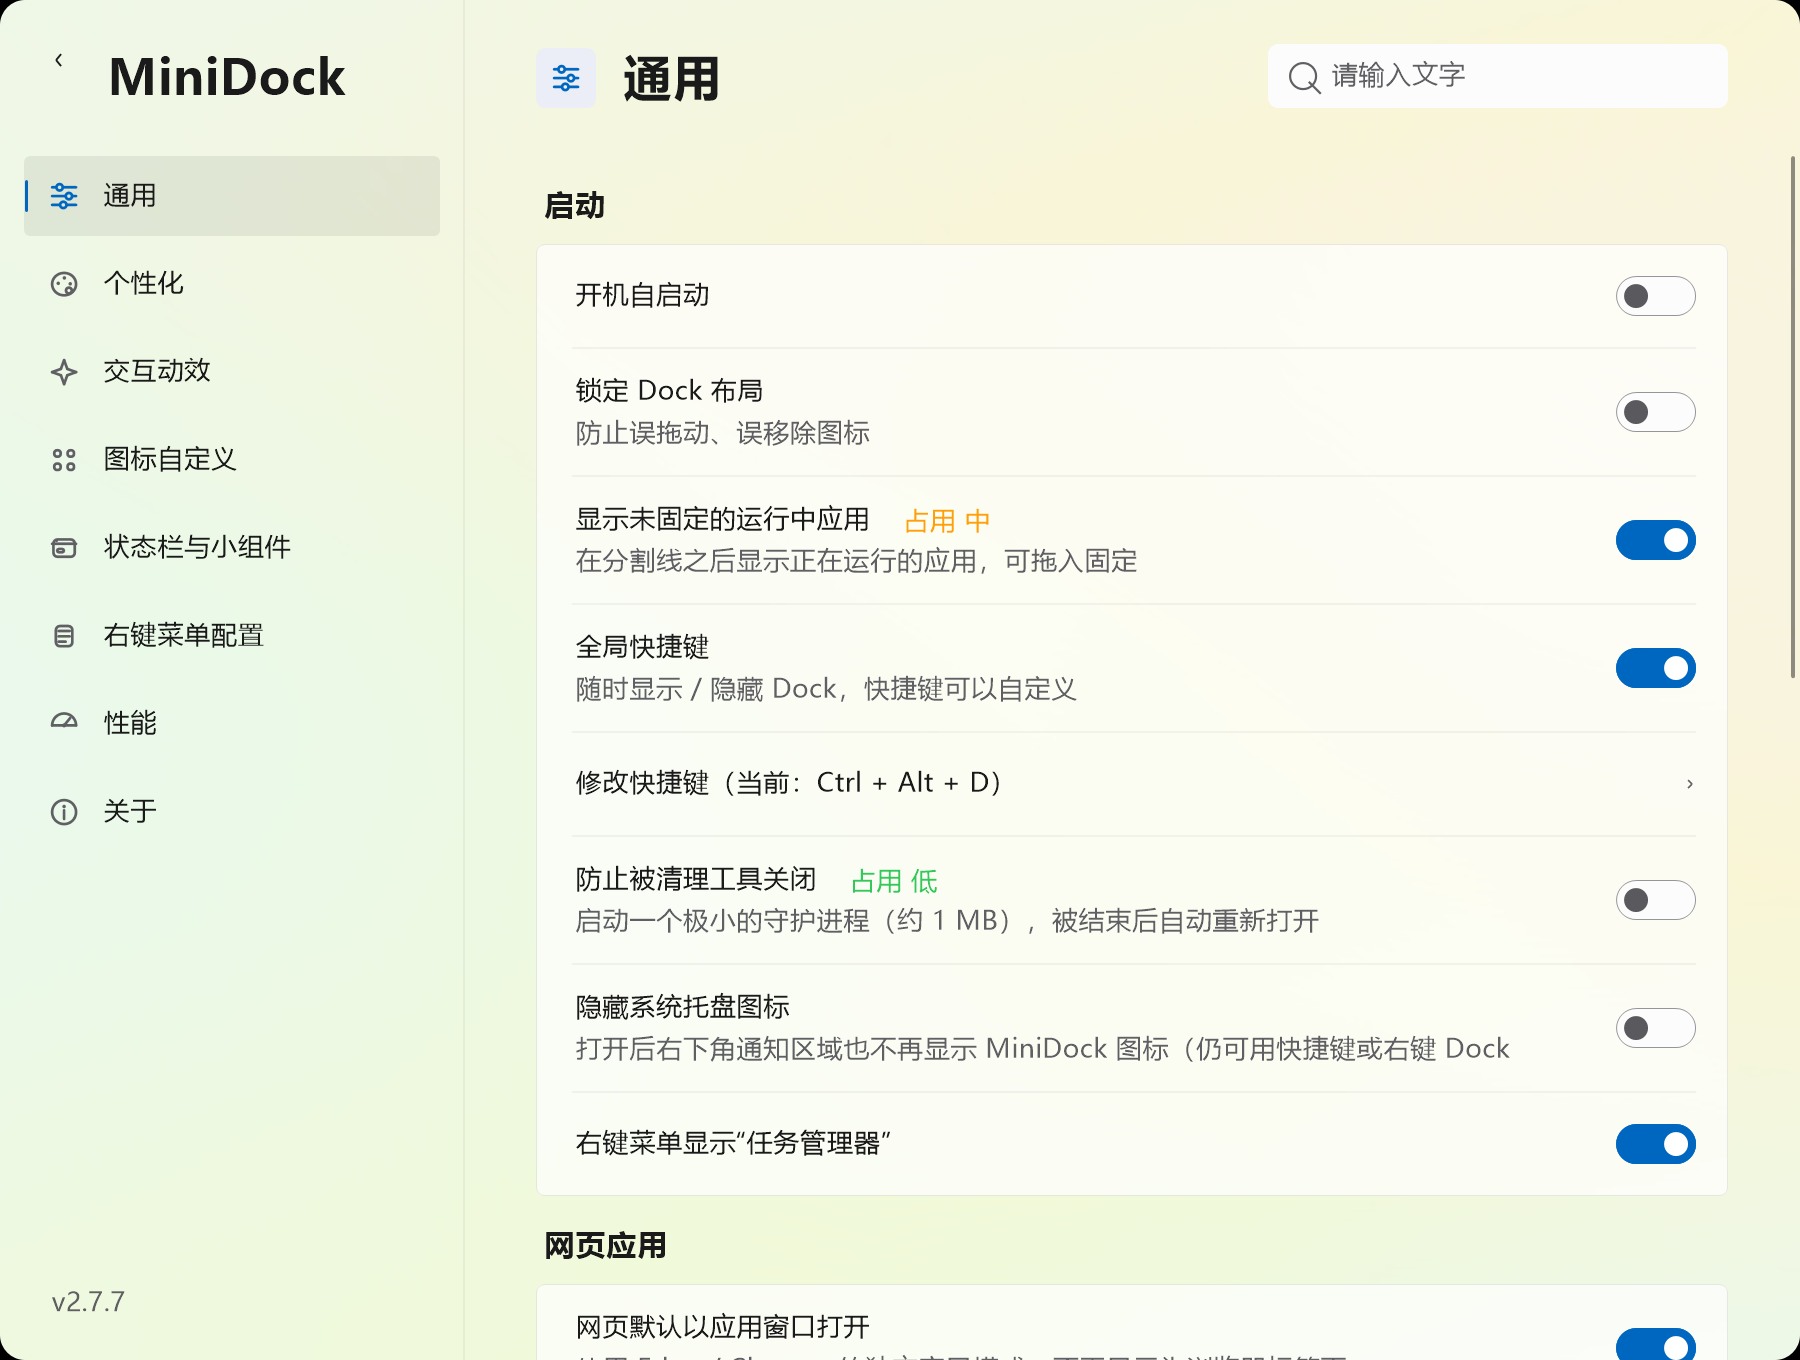 MiniDock
通用
个性化
交互动效
图标自定义
状态栏与小组件
右键菜单配置
性能
关于
v2.7.7
通用
请输入文字
启动
开机自启动
锁定 Dock 布局
防止误拖动、误移除图标
显示未固定的运行中应用 占用 中
在分割线之后显示正在运行的应用，可拖入固定
全局快捷键
随时显示 / 隐藏 Dock，快捷键可以自定义
修改快捷键（当前：Ctrl + Alt + D）
防止被清理工具关闭 占用 低
启动一个极小的守护进程（约 1 MB），被结束后自动重新打开
隐藏系统托盘图标
打开后右下角通知区域也不再显示 MiniDock 图标（仍可用快捷键或右键 Dock
右键菜单显示“任务管理器”
网页应用
网页默认以应用窗口打开